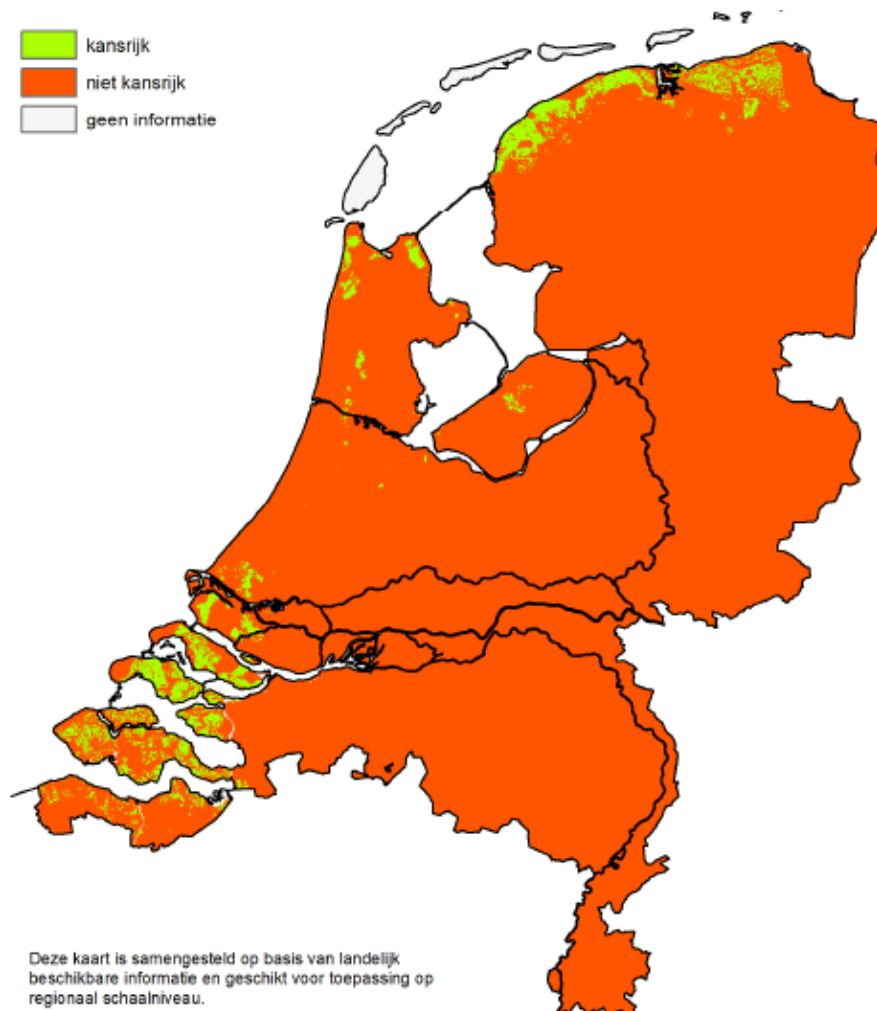 kansrijk
niet kansrijk
geen informatie
Deze kaart is samengesteld op basis van landelijk
beschikbare informatie en geschikt voor toepassing op
regionaal schaalniveau.